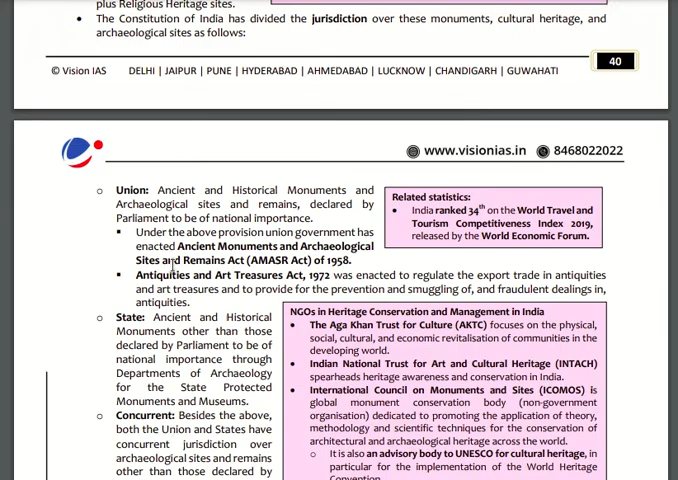 plus Religious Heritage sites.
• The Constitution of India has divided the jurisdiction over these monuments, cultural heritage, and
archaeological sites as follows:
© Vision IAS DELHI | JAIPUR | PUNE | HYDERABAD | AHMEDABAD | LUCKNOW | CHANDIGARH | GUWAHATI
40
www.visionias.in 8468022022
o Union: Ancient and Historical Monuments and
Archaeological sites and remains, declared by
Parliament to be of national importance.
▪ Under the above provision union government has
enacted Ancient Monuments and Archaeological
Sites and Remains Act (AMASR Act) of 1958.
Related statistics:
• India ranked 34th on the World Travel and
Tourism Competitiveness Index 2019,
released by the World Economic Forum.
▪ Antiquities and Art Treasures Act, 1972 was enacted to regulate the export trade in antiquities
and art treasures and to provide for the prevention and smuggling of, and fraudulent dealings in,
antiquities.
o State: Ancient and Historical
Monuments other than those
declared by Parliament to be of
national importance through
Departments of Archaeology
for the State Protected
Monuments and Museums.
o Concurrent: Besides the above,
both the Union and States have
concurrent jurisdiction over
archaeological sites and remains
other than those declared by
NGOs in Heritage Conservation and Management in India
• The Aga Khan Trust for Culture (AKTC) focuses on the physical,
social, cultural, and economic revitalisation of communities in the
developing world.
• Indian National Trust for Art and Cultural Heritage (INTACH)
spearheads heritage awareness and conservation in India.
• International Council on Monuments and Sites (ICOMOS) is
global monument conservation body (non-government
organisation) dedicated to promoting the application of theory,
methodology and scientific techniques for the conservation of
architectural and archaeological heritage across the world.
o It is also an advisory body to UNESCO for cultural heritage, in
particular for the implementation of the World Heritage
Convention.